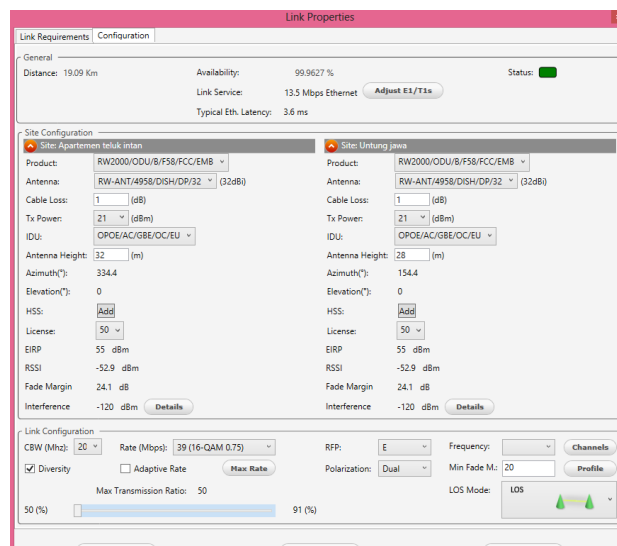 Link Properties
Link Requirements Configuration
General
Distance: 19.09 Km Availability: 99.9627 % Status:
Link Service: 13.5 Mbps Ethernet Adjust E1/T1s
Typical Eth. Latency: 3.6 ms
Site Configuration
Site: Apartemen teluk intan Site: Untung jawa
Product: RW2000/ODU/B/F58/FCC/EMB Product: RW2000/ODU/B/F58/FCC/EMB
Antenna: RW-ANT/4958/DISH/DP/32 (32dBi) Antenna: RW-ANT/4958/DISH/DP/32 (32dBi)
Cable Loss: 1 (dB) Cable Loss: 1 (dB)
Tx Power: 21 (dBm) Tx Power: 21 (dBm)
IDU: OPOE/AC/GBE/OC/EU IDU: OPOE/AC/GBE/OC/EU
Antenna Height: 32 (m) Antenna Height: 28 (m)
Azimuth(°): 334.4 Azimuth(°): 154.4
Elevation(°): 0 Elevation(°): 0
HSS: Add HSS: Add
License: 50 License: 50
EIRP 55 dBm EIRP 55 dBm
RSSI -52.9 dBm RSSI -52.9 dBm
Fade Margin 24.1 dB Fade Margin 24.1 dB
Interference -120 dBm Details Interference -120 dBm Details
Link Configuration
CBW (Mhz): 20 Rate (Mbps): 39 (16-QAM 0.75) RFP: E Frequency: Channels
Diversity Adaptive Rate Max Rate Polarization: Dual Min Fade M.: 20 Profile
Max Transmission Ratio: 50 LOS Mode: LOS
50 (%) 91 (%)